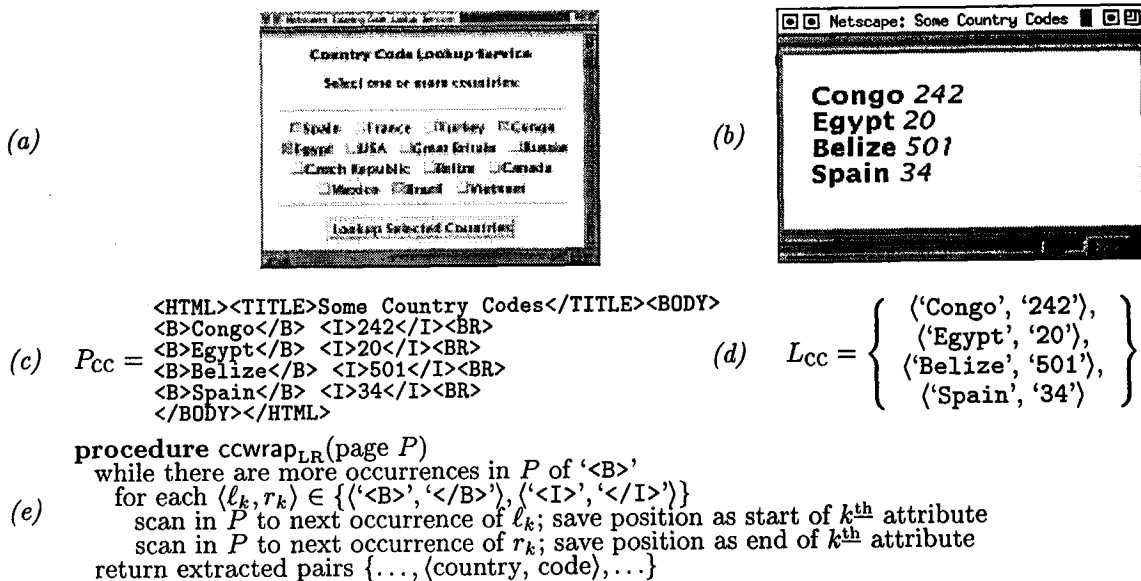 Country Code Lookup Service
Select one or more countries:
Spain France Turkey Congo
Egypt USA Great Britain Russia
Czech Republic Belize Canada
Mexico Brazil Vietnam
Lookup Selected Countries
(a)
Netscape: Some Country Codes
Congo 242
Egypt 20
Belize 501
Spain 34
(b)
(c) P_CC =
<HTML><TITLE>Some Country Codes</TITLE><BODY>
<B>Congo</B> <I>242</I><BR>
<B>Egypt</B> <I>20</I><BR>
<B>Belize</B> <I>501</I><BR>
<B>Spain</B> <I>34</I><BR>
</BODY></HTML>
(d) L_CC = {
⟨‘Congo’, ‘242’⟩,
⟨‘Egypt’, ‘20’⟩,
⟨‘Belize’, ‘501’⟩,
⟨‘Spain’, ‘34’⟩
}
(e)
procedure ccwrap_LR(page P)
while there are more occurrences in P of ‘<B>’
for each ⟨ℓ_k, r_k⟩ ∈ {⟨‘<B>’, ‘</B>’⟩, ⟨‘<I>’, ‘</I>’⟩}
scan in P to next occurrence of ℓ_k; save position as start of k^th attribute
scan in P to next occurrence of r_k; save position as end of k^th attribute
return extracted pairs {..., ⟨country, code⟩, ...}